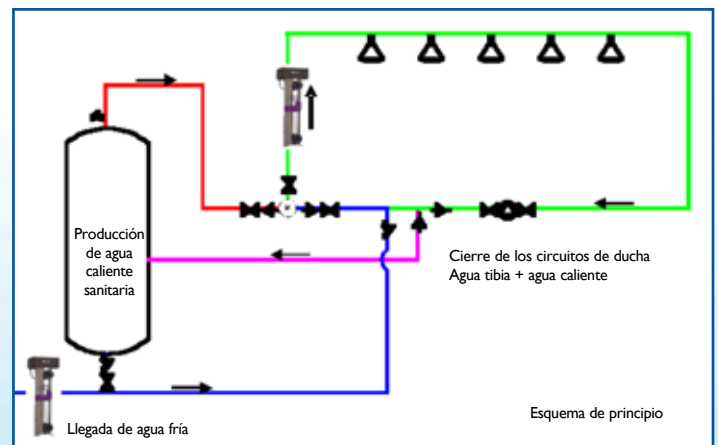 Producción
de agua
caliente
sanitaria
Cierre de los circuitos de ducha
Agua tibia + agua caliente
Llegada de agua fría
Esquema de principio